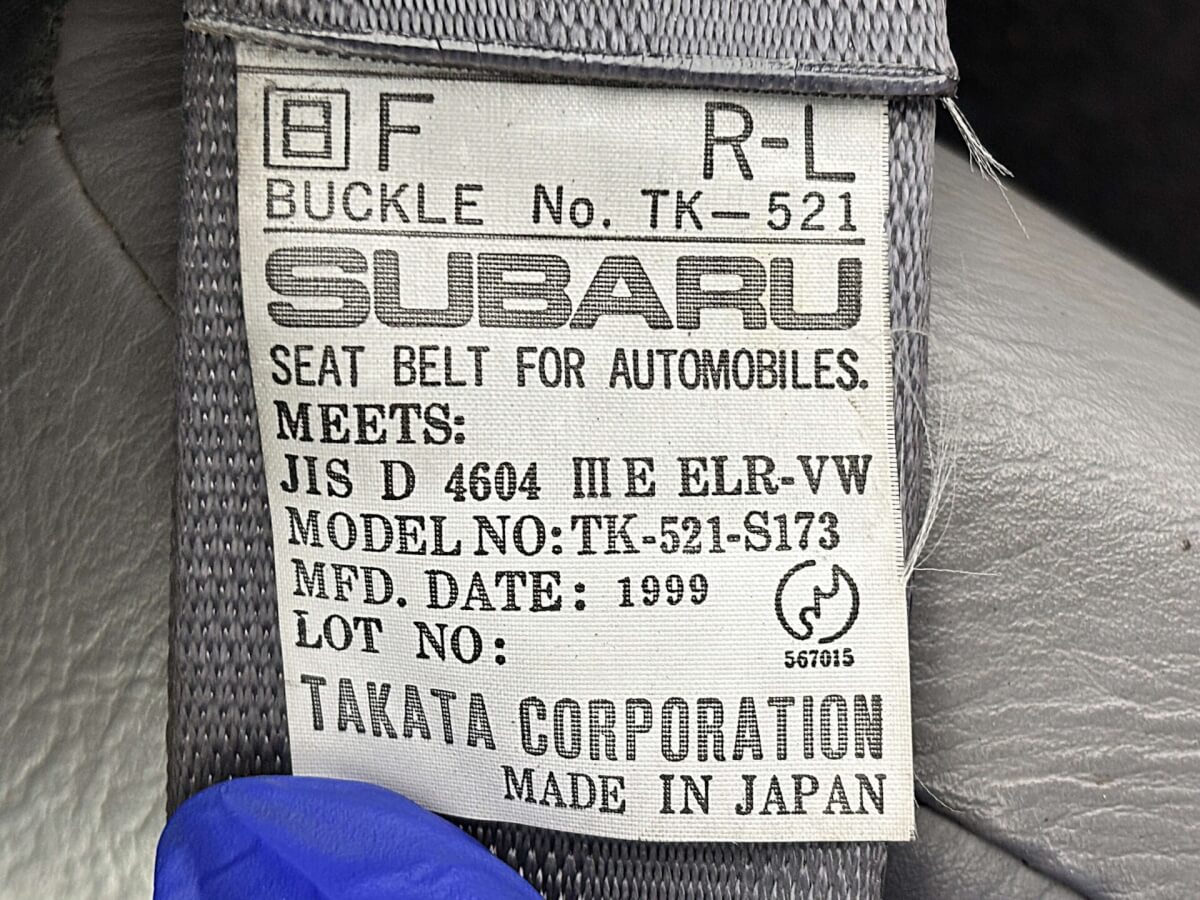 日 F R-L
BUCKLE No. TK-521
SUBARU
SEAT BELT FOR AUTOMOBILES.
MEETS:
JIS D 4604 III E ELR-VW
MODEL NO: TK-521-S173
MFD. DATE: 1999
LOT NO:
567015
TAKATA CORPORATION
MADE IN JAPAN